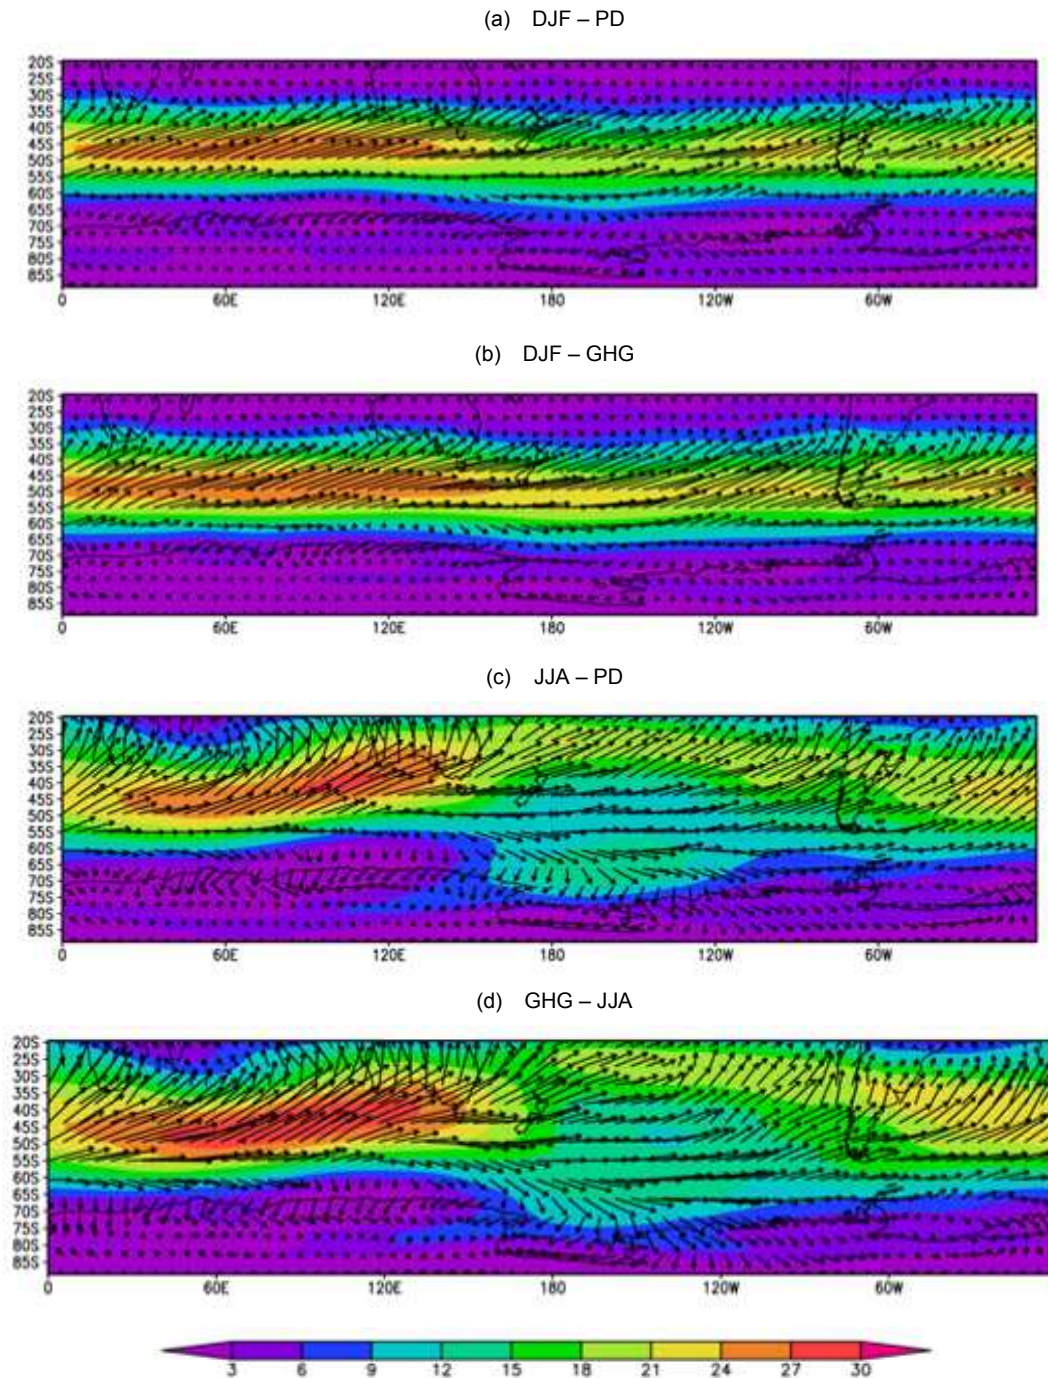 (a) DJF – PD
20S
25S
30S
35S
40S
45S
50S
55S
60S
65S
70S
75S
80S
85S
0 60E 120E 180 120W 60W
(b) DJF – GHG
20S
25S
30S
35S
40S
45S
50S
55S
60S
65S
70S
75S
80S
85S
0 60E 120E 180 120W 60W
(c) JJA – PD
20S
25S
30S
35S
40S
45S
50S
55S
60S
65S
70S
75S
80S
85S
0 60E 120E 180 120W 60W
(d) GHG – JJA
20S
25S
30S
35S
40S
45S
50S
55S
60S
65S
70S
75S
80S
85S
0 60E 120E 180 120W 60W
3 6 9 12 15 18 21 24 27 30